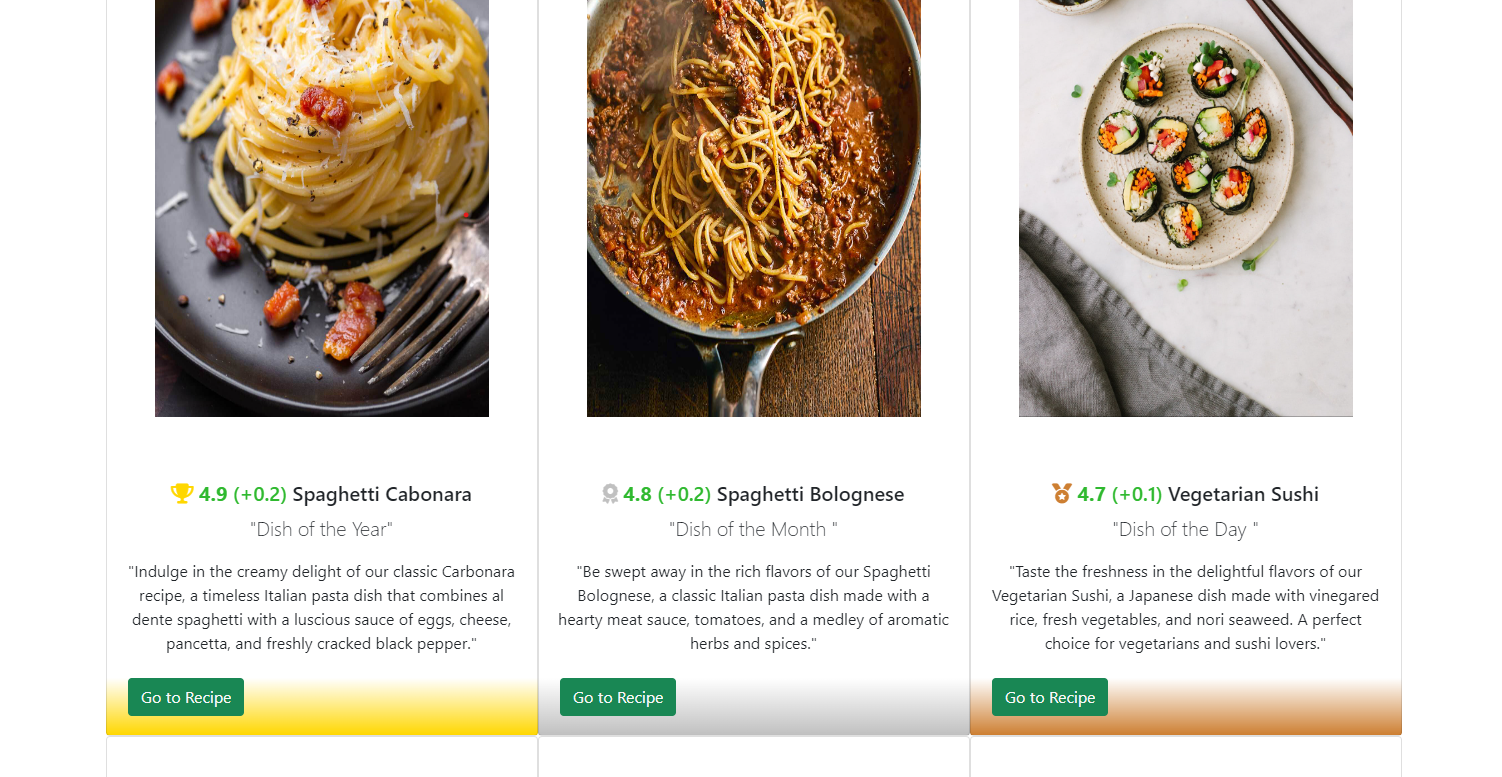 4.9 (+0.2) Spaghetti Cabonara
"Dish of the Year"
"Indulge in the creamy delight of our classic Carbonara
recipe, a timeless Italian pasta dish that combines al
dente spaghetti with a luscious sauce of eggs, cheese,
pancetta, and freshly cracked black pepper."
Go to Recipe
4.8 (+0.2) Spaghetti Bolognese
"Dish of the Month "
"Be swept away in the rich flavors of our Spaghetti
Bolognese, a classic Italian pasta dish made with a
hearty meat sauce, tomatoes, and a medley of aromatic
herbs and spices."
Go to Recipe
4.7 (+0.1) Vegetarian Sushi
"Dish of the Day "
"Taste the freshness in the delightful flavors of our
Vegetarian Sushi, a Japanese dish made with vinegared
rice, fresh vegetables, and nori seaweed. A perfect
choice for vegetarians and sushi lovers."
Go to Recipe